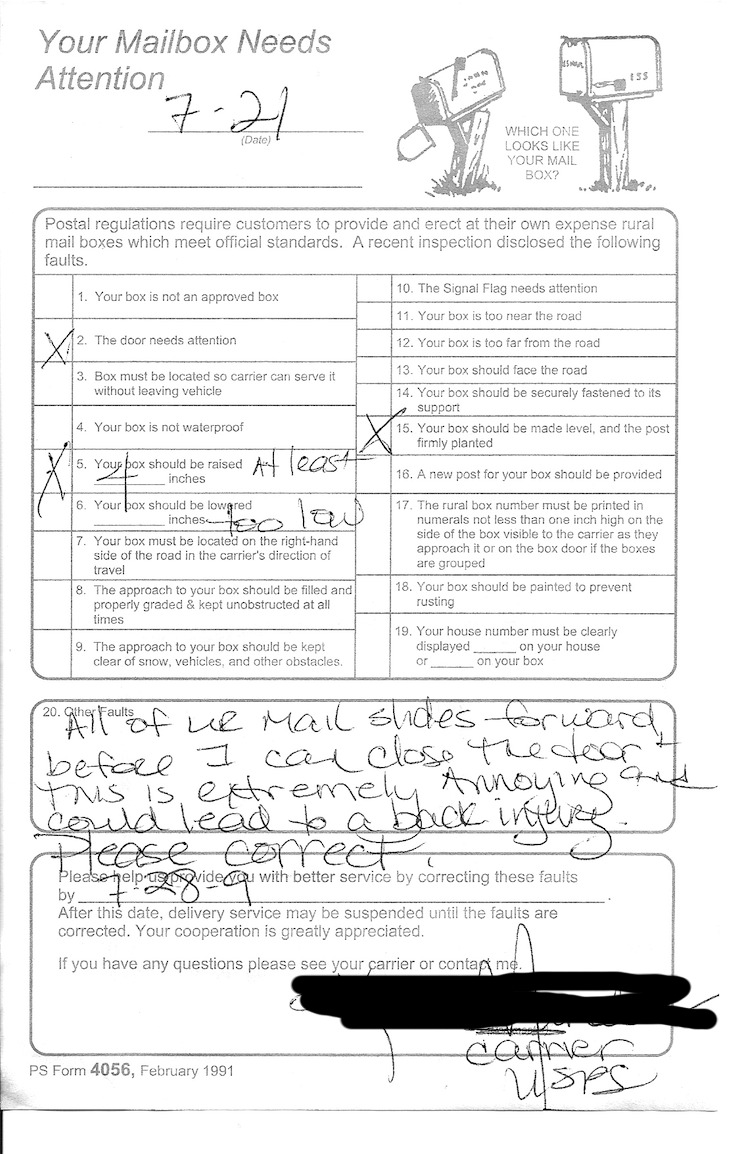 Your Mailbox Needs
Attention
7-21
(Date)
155
WHICH ONE
LOOKS LIKE
YOUR MAIL
BOX?
Postal regulations require customers to provide and erect at their own expense rural
mail boxes which meet official standards. A recent inspection disclosed the following
faults.
1. Your box is not an approved box
X 2. The door needs attention
3. Box must be located so carrier can serve it
without leaving vehicle
4. Your box is not waterproof
X 5. Your box should be raised At least
4 inches
6. Your box should be lowered
______ inches too low
7. Your box must be located on the right-hand
side of the road in the carrier's direction of
travel
8. The approach to your box should be filled and
properly graded & kept unobstructed at all
times
9. The approach to your box should be kept
clear of snow, vehicles, and other obstacles.
10. The Signal Flag needs attention
11. Your box is too near the road
12. Your box is too far from the road
13. Your box should face the road
14. Your box should be securely fastened to its
support
X 15. Your box should be made level, and the post
firmly planted
16. A new post for your box should be provided
17. The rural box number must be printed in
numerals not less than one inch high on the
side of the box visible to the carrier as they
approach it or on the box door if the boxes
are grouped
18. Your box should be painted to prevent
rusting
19. Your house number must be clearly
displayed ______ on your house
or ______ on your box
20. Other Faults
All of the Mail slides forward
before I can close the door +
this is extremely Annoying and
could lead to a back injury.
Please correct.
Please help us provide you with better service by correcting these faults
by 7-28-9
After this date, delivery service may be suspended until the faults are
corrected. Your cooperation is greatly appreciated.
If you have any questions please see your carrier or contact me.
carrier
USPS
PS Form 4056, February 1991